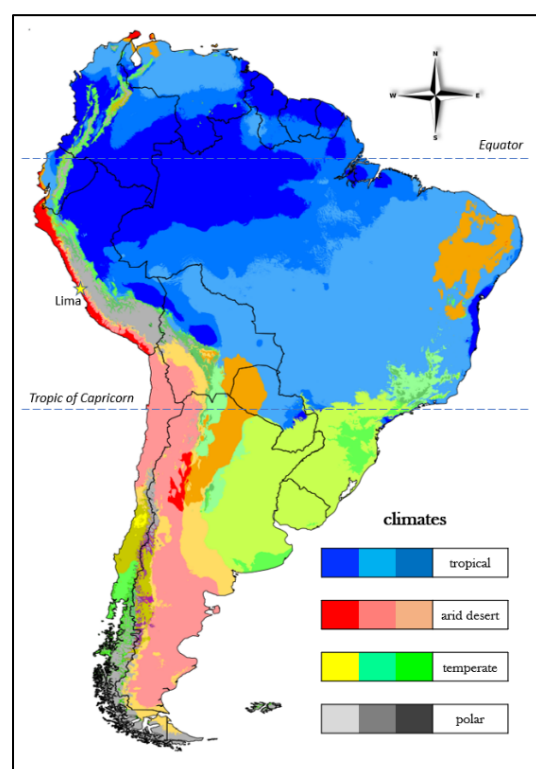 N
W E
S
Equator
Lima
Tropic of Capricorn
climates
tropical
arid desert
temperate
polar